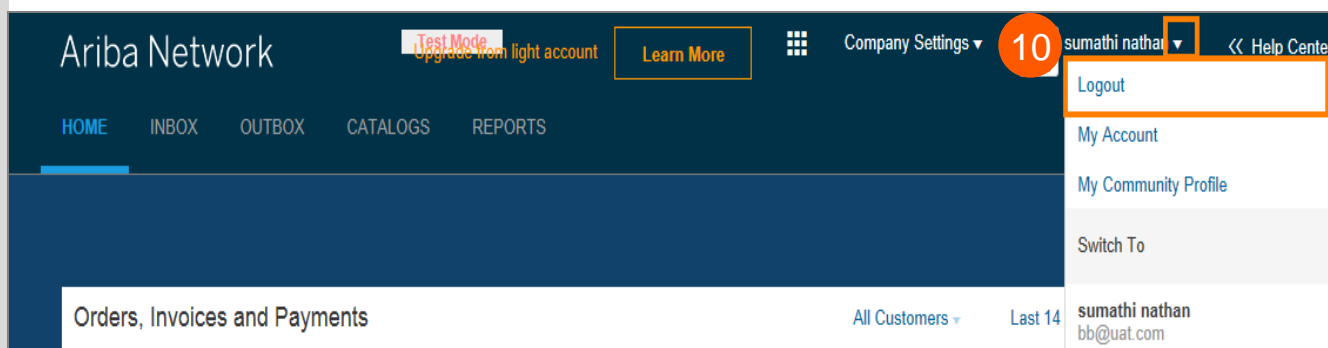 Ariba Network
Test Mode
Upgrade from light account
Learn More
Company Settings ▾
10
sumathi nathan ▾
<< Help Cente
Logout
HOME INBOX OUTBOX CATALOGS REPORTS
My Account
My Community Profile
Switch To
Orders, Invoices and Payments
All Customers ▾
Last 14
sumathi nathan
bb@uat.com